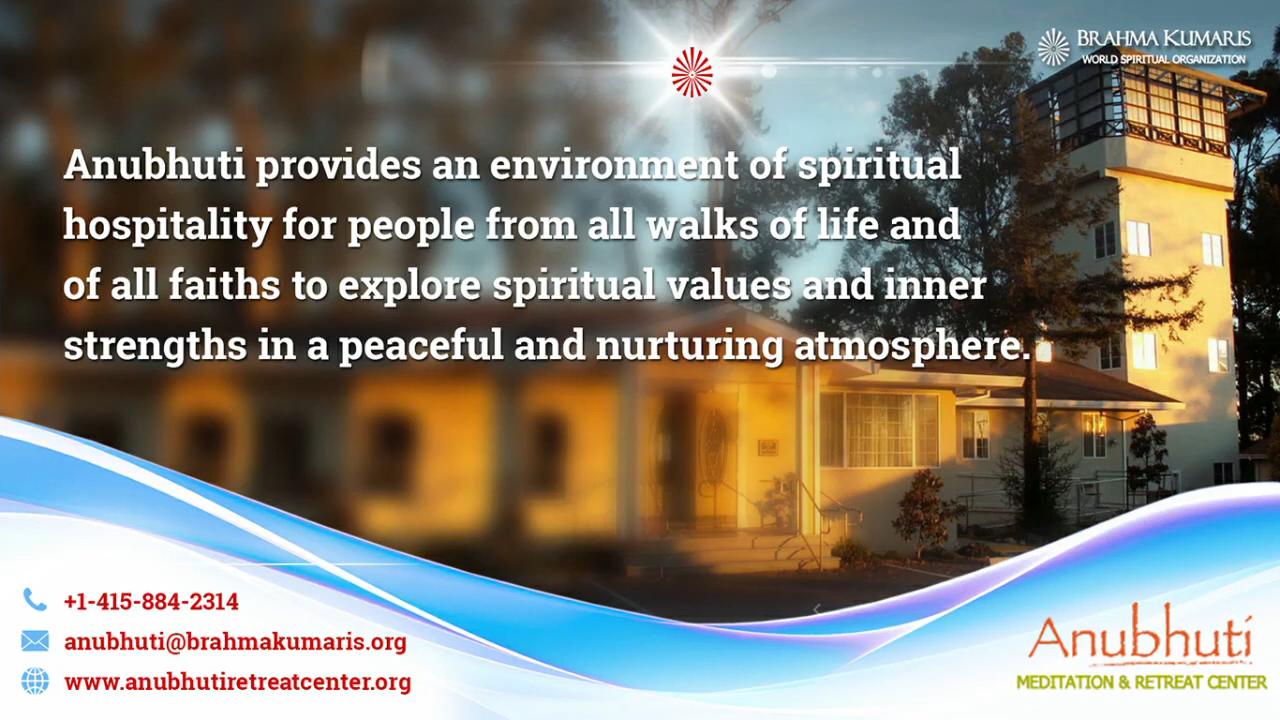 BRAHMA KUMARIS
WORLD SPIRITUAL ORGANIZATION
Anubhuti provides an environment of spiritual
hospitality for people from all walks of life and
of all faiths to explore spiritual values and inner
strengths in a peaceful and nurturing atmosphere.
+1-415-884-2314
anubhuti@brahmakumaris.org
www.anubhutiretreatcenter.org
Anubhuti
MEDITATION & RETREAT CENTER